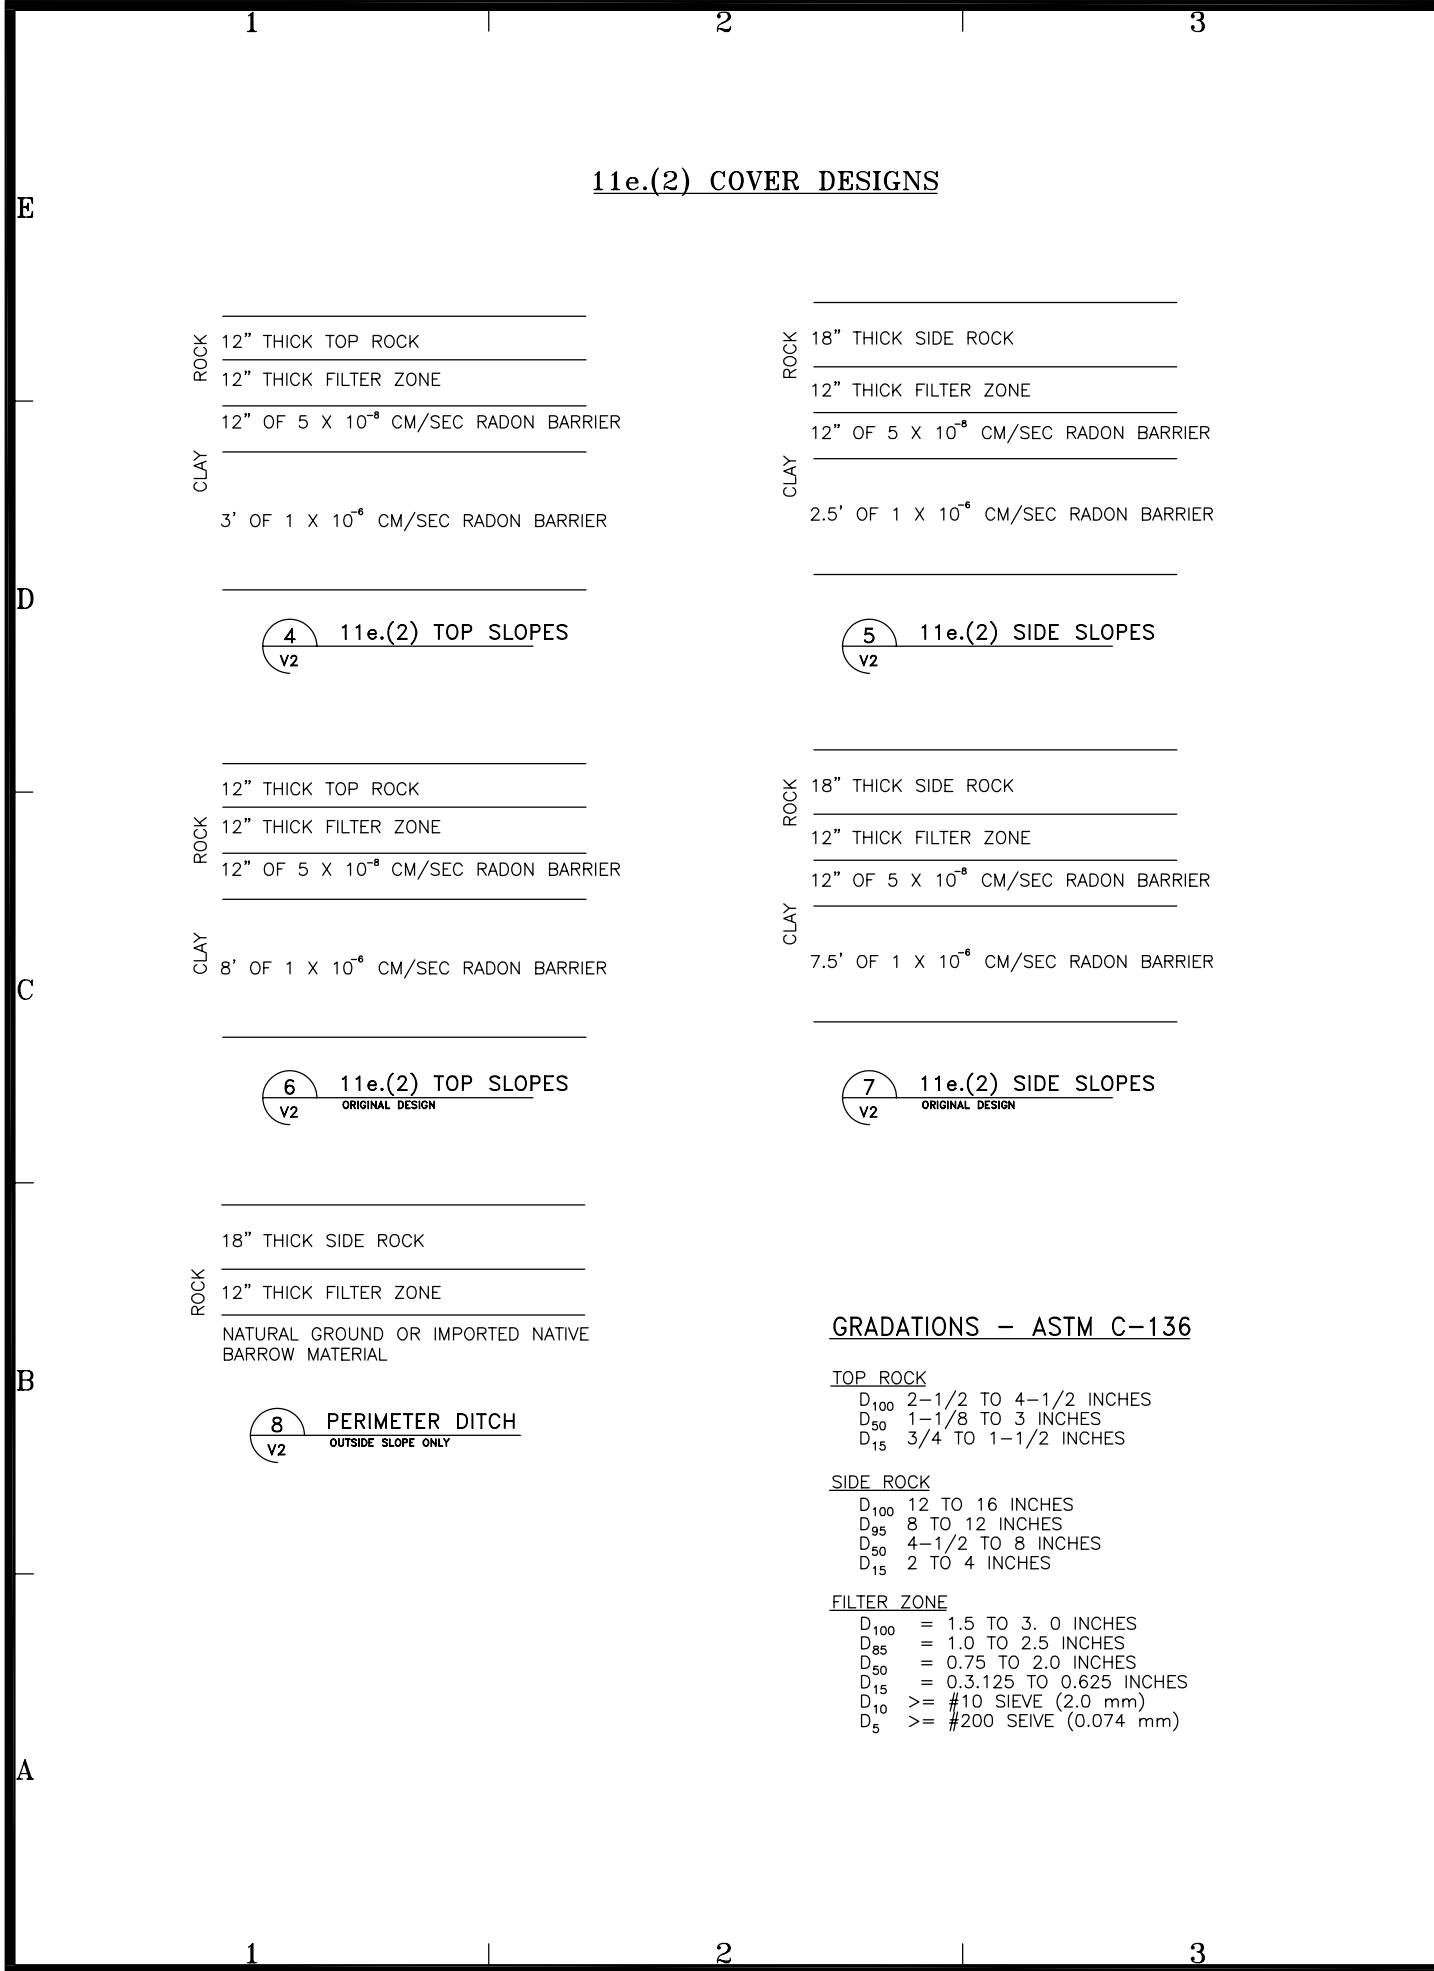 1 2 3
11e.(2) COVER DESIGNS
E
ROCK
12" THICK TOP ROCK
12" THICK FILTER ZONE
12" OF 5 X 10⁻⁸ CM/SEC RADON BARRIER
CLAY
3' OF 1 X 10⁻⁶ CM/SEC RADON BARRIER
4
V2
11e.(2) TOP SLOPES
ROCK
18" THICK SIDE ROCK
12" THICK FILTER ZONE
12" OF 5 X 10⁻⁸ CM/SEC RADON BARRIER
CLAY
2.5' OF 1 X 10⁻⁶ CM/SEC RADON BARRIER
5
V2
11e.(2) SIDE SLOPES
D
12" THICK TOP ROCK
ROCK
12" THICK FILTER ZONE
12" OF 5 X 10⁻⁸ CM/SEC RADON BARRIER
CLAY
8' OF 1 X 10⁻⁶ CM/SEC RADON BARRIER
6
V2
11e.(2) TOP SLOPES
ORIGINAL DESIGN
ROCK
18" THICK SIDE ROCK
12" THICK FILTER ZONE
12" OF 5 X 10⁻⁸ CM/SEC RADON BARRIER
CLAY
7.5' OF 1 X 10⁻⁶ CM/SEC RADON BARRIER
7
V2
11e.(2) SIDE SLOPES
ORIGINAL DESIGN
C
18" THICK SIDE ROCK
ROCK
12" THICK FILTER ZONE
NATURAL GROUND OR IMPORTED NATIVE
BARROW MATERIAL
8
V2
PERIMETER DITCH
OUTSIDE SLOPE ONLY
B
GRADATIONS – ASTM C–136
TOP ROCK
D₁₀₀ 2–1/2 TO 4–1/2 INCHES
D₅₀ 1–1/8 TO 3 INCHES
D₁₅ 3/4 TO 1–1/2 INCHES
SIDE ROCK
D₁₀₀ 12 TO 16 INCHES
D₉₅ 8 TO 12 INCHES
D₅₀ 4–1/2 TO 8 INCHES
D₁₅ 2 TO 4 INCHES
FILTER ZONE
D₁₀₀ = 1.5 TO 3. 0 INCHES
D₈₅ = 1.0 TO 2.5 INCHES
D₅₀ = 0.75 TO 2.0 INCHES
D₁₅ = 0.3.125 TO 0.625 INCHES
D₁₀ >= #10 SIEVE (2.0 mm)
D₅ >= #200 SEIVE (0.074 mm)
A
1 2 3